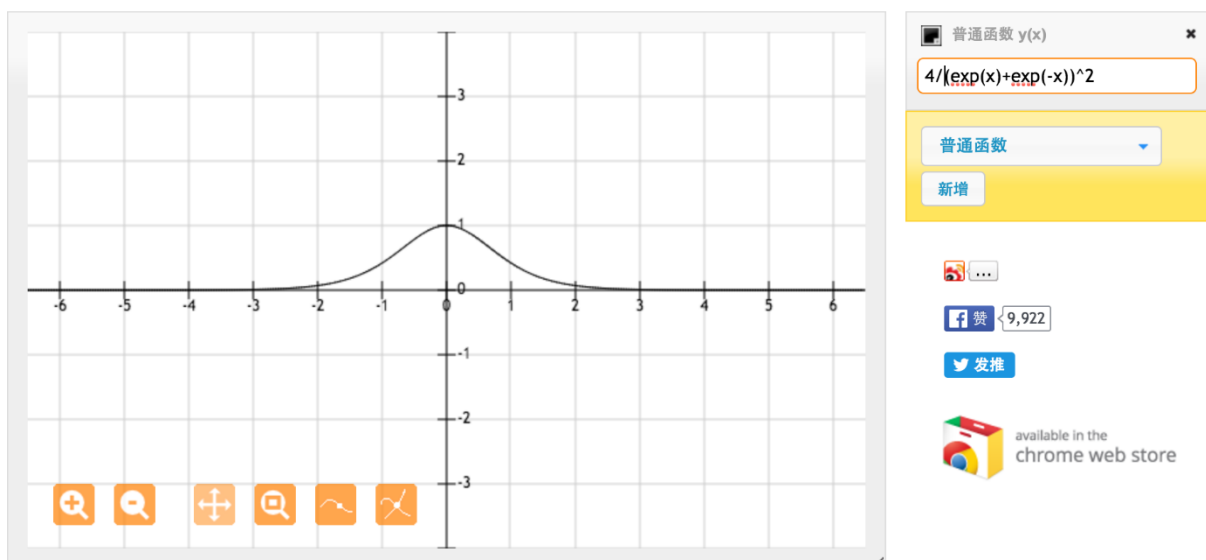 普通函数 y(x)
4/(exp(x)+exp(-x))^2
普通函数
新增
...
赞
9,922
发推
available in the
chrome web store
3
2
1
0
-6 -5 -4 -3 -2 -1 0 1 2 3 4 5 6
-1
-2
-3